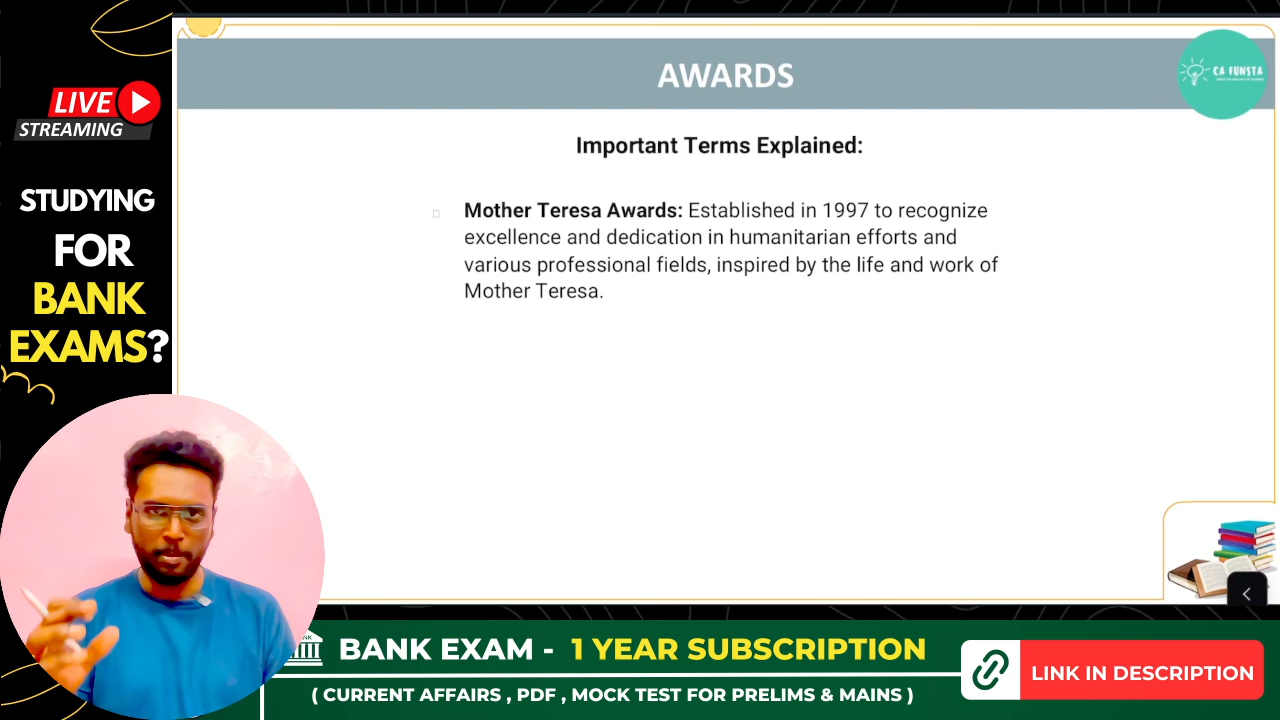 AWARDS
CA FUNSTA
LIVE
STREAMING
Important Terms Explained:
STUDYING
FOR
BANK
EXAMS?
Mother Teresa Awards: Established in 1997 to recognize
excellence and dedication in humanitarian efforts and
various professional fields, inspired by the life and work of
Mother Teresa.
BANK EXAM - 1 YEAR SUBSCRIPTION
( CURRENT AFFAIRS , PDF , MOCK TEST FOR PRELIMS & MAINS )
LINK IN DESCRIPTION